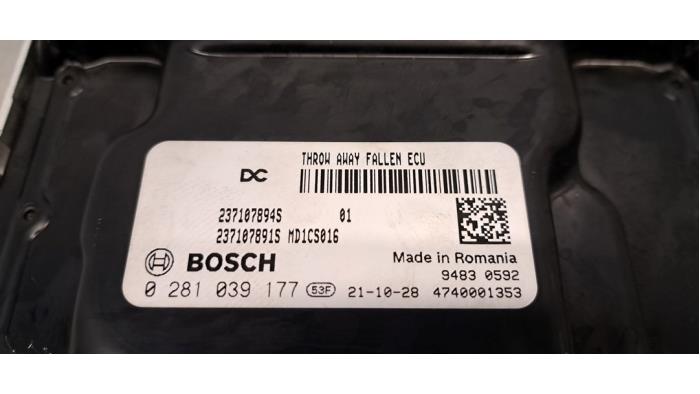 THROW AWAY FALLEN ECU
DC
237107894S 01
237107891S MD1CS016
BOSCH
Made in Romania
9483 0592
0 281 039 177 53F 21-10-28 4740001353